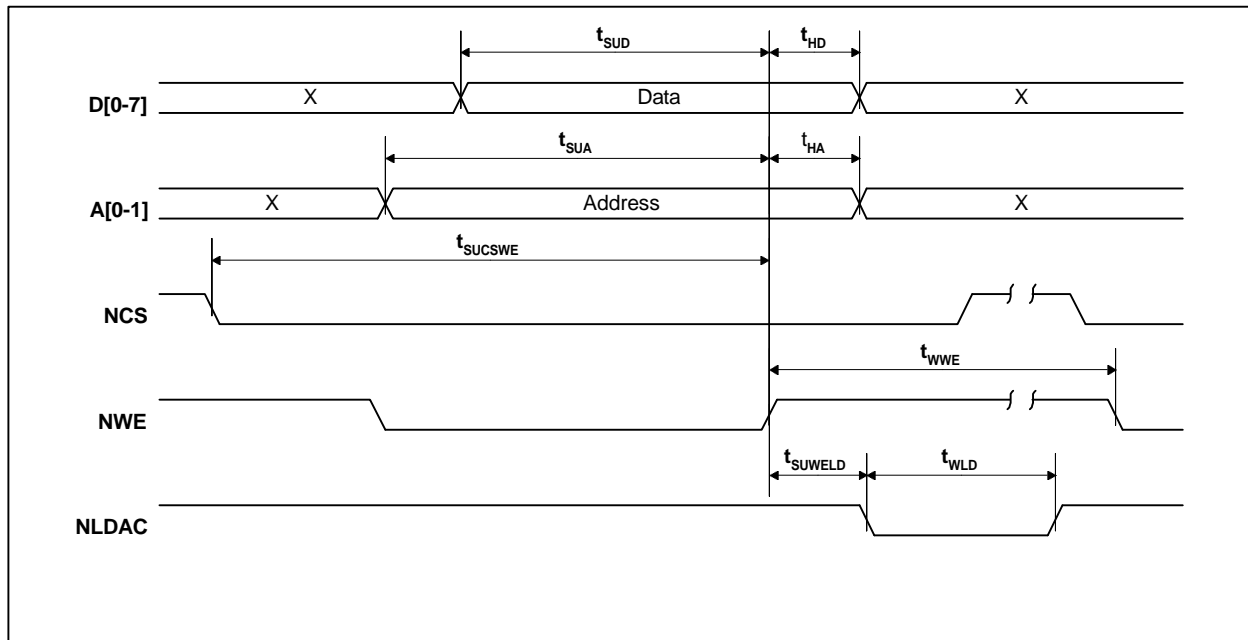 tSUD tHD
D[0-7] X Data X
tSUA tHA
A[0-1] X Address X
tSUCSWE
NCS
tWWE
NWE
tSUWELD tWLD
NLDAC